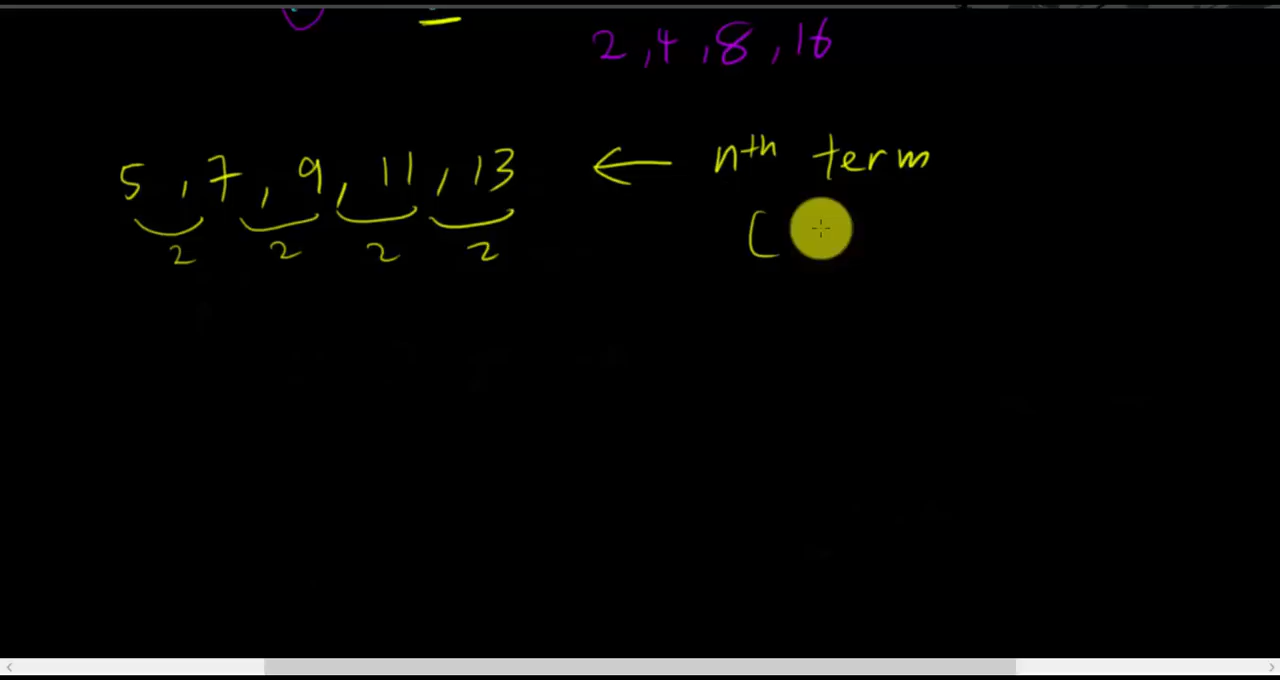 2, 4, 8, 16
5, 7, 9, 11, 13 ← nth term
2 2 2 2 (